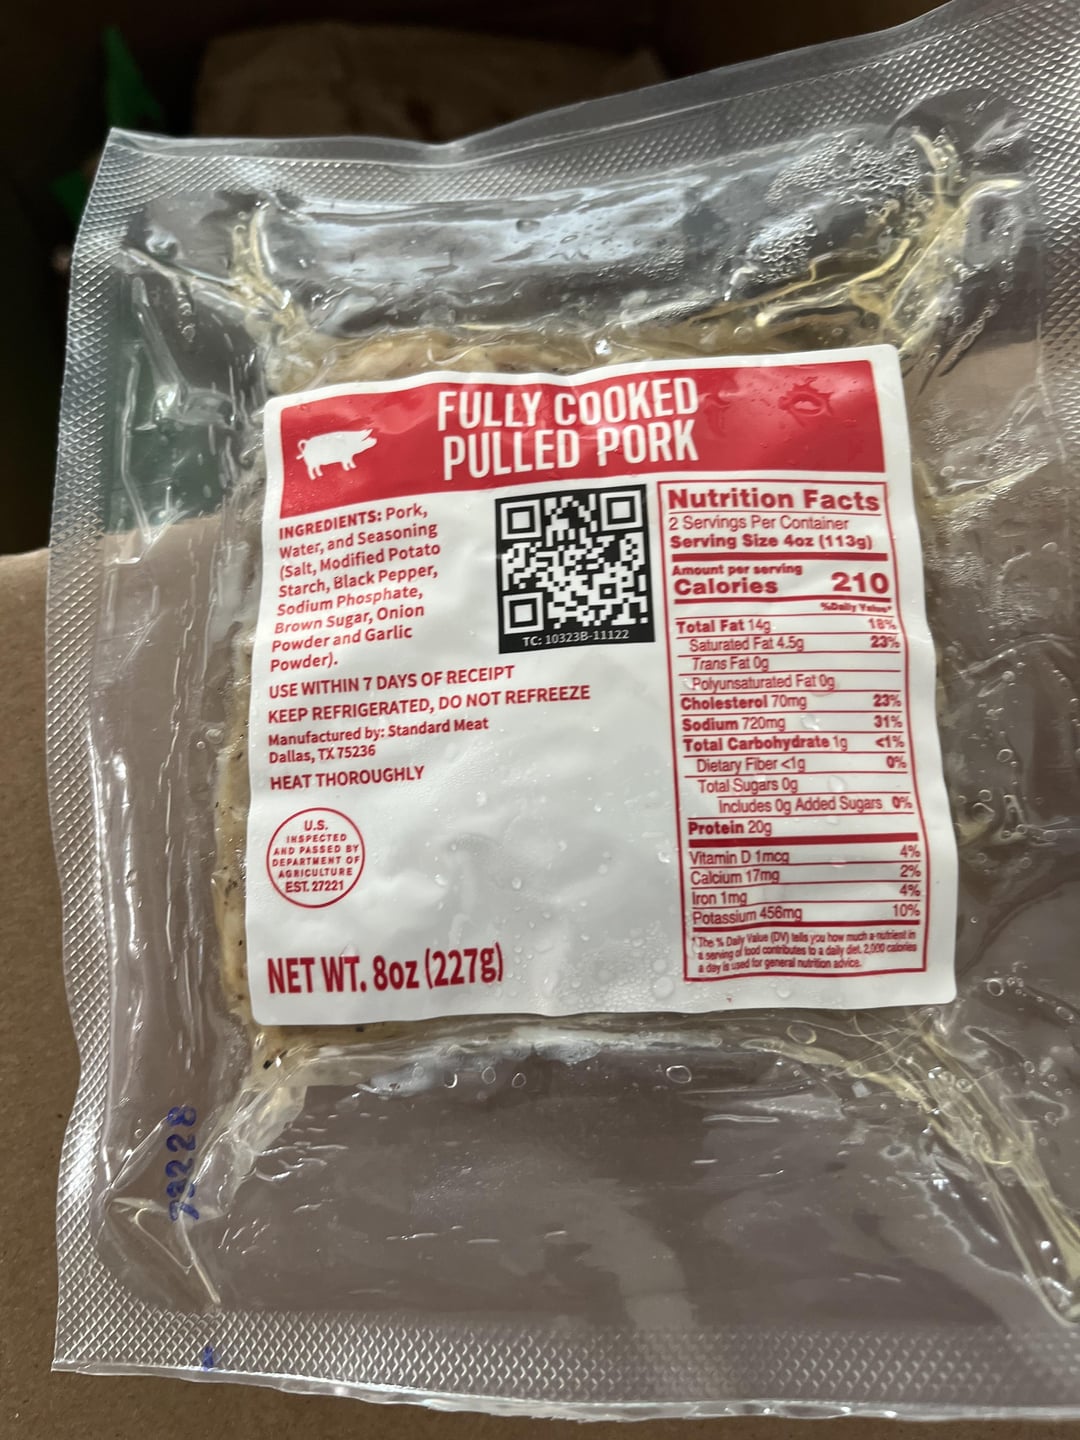 FULLY COOKED
PULLED PORK
INGREDIENTS: Pork,
Water, and Seasoning
(Salt, Modified Potato
Starch, Black Pepper,
Sodium Phosphate,
Brown Sugar, Onion
Powder and Garlic
Powder).
USE WITHIN 7 DAYS OF RECEIPT
KEEP REFRIGERATED, DO NOT REFREEZE
Manufactured by: Standard Meat
Dallas, TX 75236
HEAT THOROUGHLY
U.S.
INSPECTED
AND PASSED BY
DEPARTMENT OF
AGRICULTURE
EST. 27221
NET WT. 8oz (227g)
TC: 10323B-11122
Nutrition Facts
2 Servings Per Container
Serving Size 4oz (113g)
Amount per serving
Calories 210
%Daily Value*
Total Fat 14g 18%
Saturated Fat 4.5g 23%
Trans Fat 0g
Polyunsaturated Fat 0g
Cholesterol 70mg 23%
Sodium 720mg 31%
Total Carbohydrate 1g <1%
Dietary Fiber <1g 0%
Total Sugars 0g
Includes 0g Added Sugars 0%
Protein 20g
Vitamin D 1mcg 4%
Calcium 17mg 2%
Iron 1mg 4%
Potassium 456mg 10%
*The % Daily Value (DV) tells you how much a nutrient in
a serving of food contributes to a daily diet. 2,000 calories
a day is used for general nutrition advice.